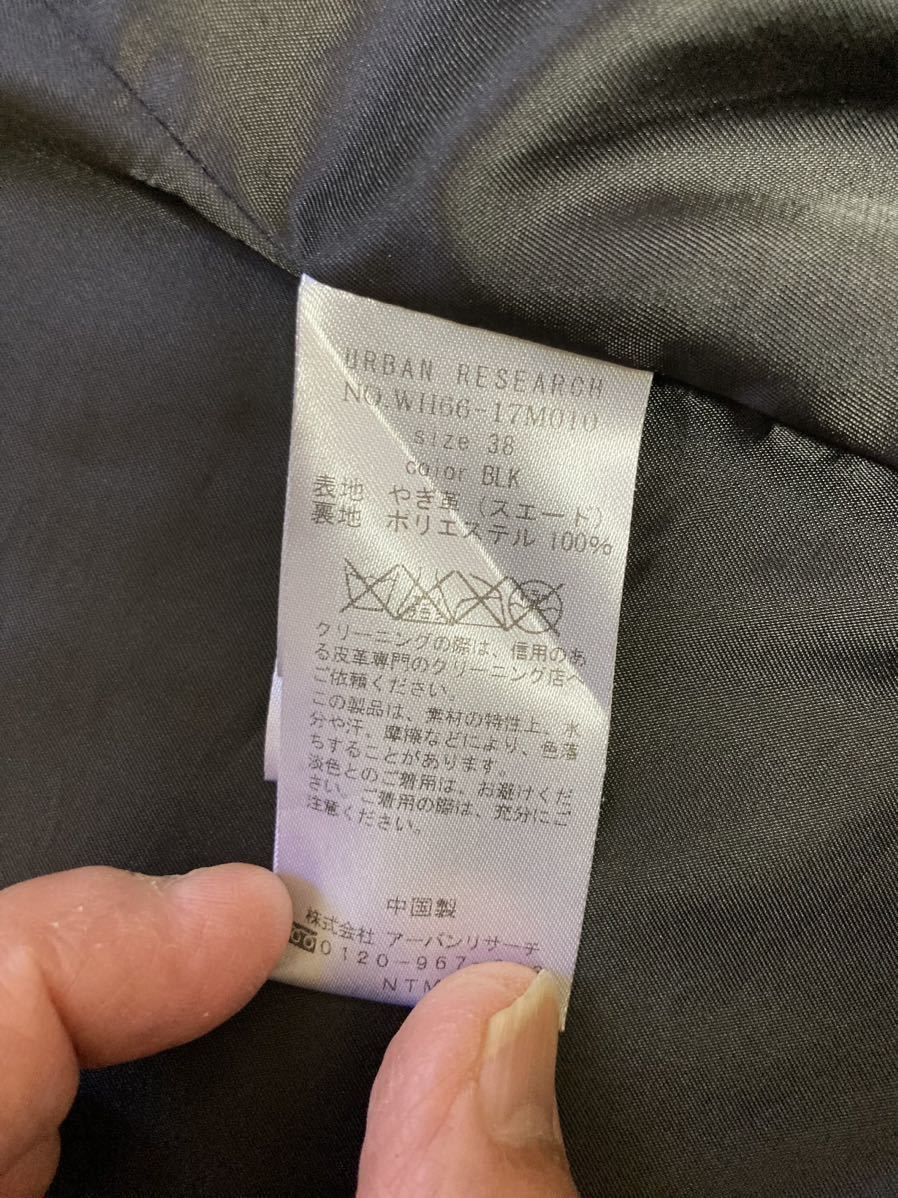 URBAN RESEARCH
NO.WH66-17M010
size 38
color BLK
表地 やぎ革 (スエード)
裏地 ポリエステル 100%
クリーニングの際は、信用のあ
る皮革専門のクリーニング店へ
ご依頼ください。
この製品は、素材の特性上、水
分や汗、摩擦などにより、色落
ちすることがあります。
淡色とのご着用は、お避けくだ
さい。ご着用の際は、充分にご
注意ください。
中国製
株式会社 アーバンリサーチ
0120-967
NTM